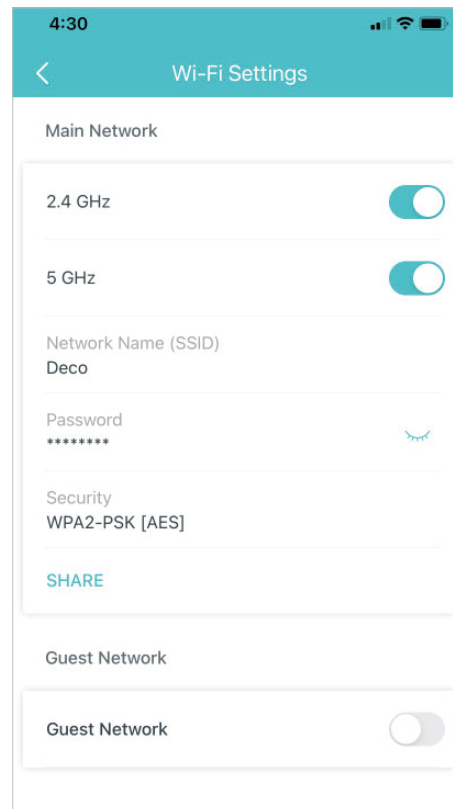 4:30
Wi-Fi Settings
Main Network
2.4 GHz
5 GHz
Network Name (SSID)
Deco
Password
********
Security
WPA2-PSK [AES]
SHARE
Guest Network
Guest Network